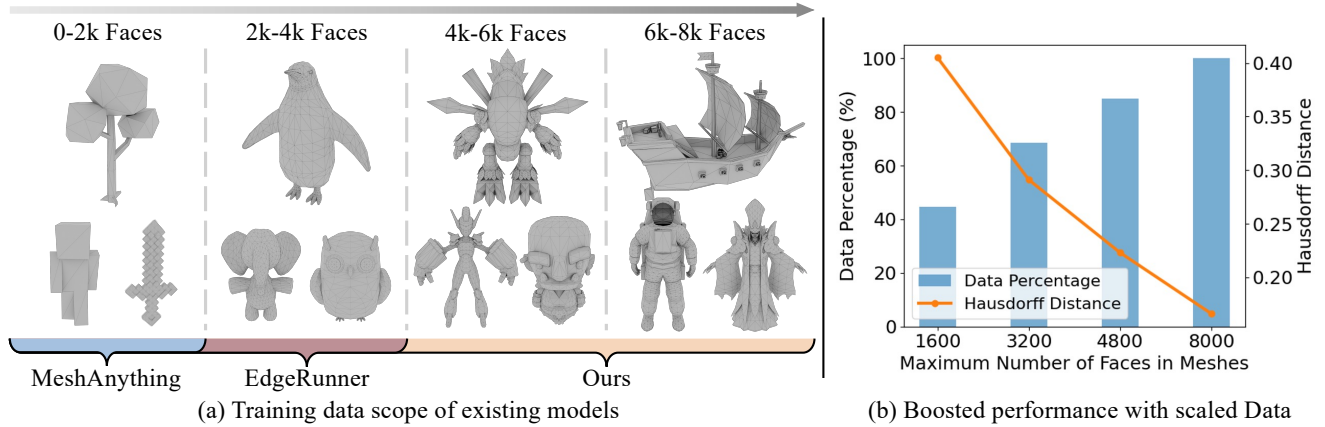 0-2k Faces
2k-4k Faces
4k-6k Faces
6k-8k Faces
MeshAnything
EdgeRunner
Ours
(a) Training data scope of existing models
Data Percentage (%)
100
80
60
40
20
0
0.40
0.35
0.30
0.25
0.20
Hausdorff Distance
Data Percentage
Hausdorff Distance
1600
3200
4800
8000
Maximum Number of Faces in Meshes
(b) Boosted performance with scaled Data